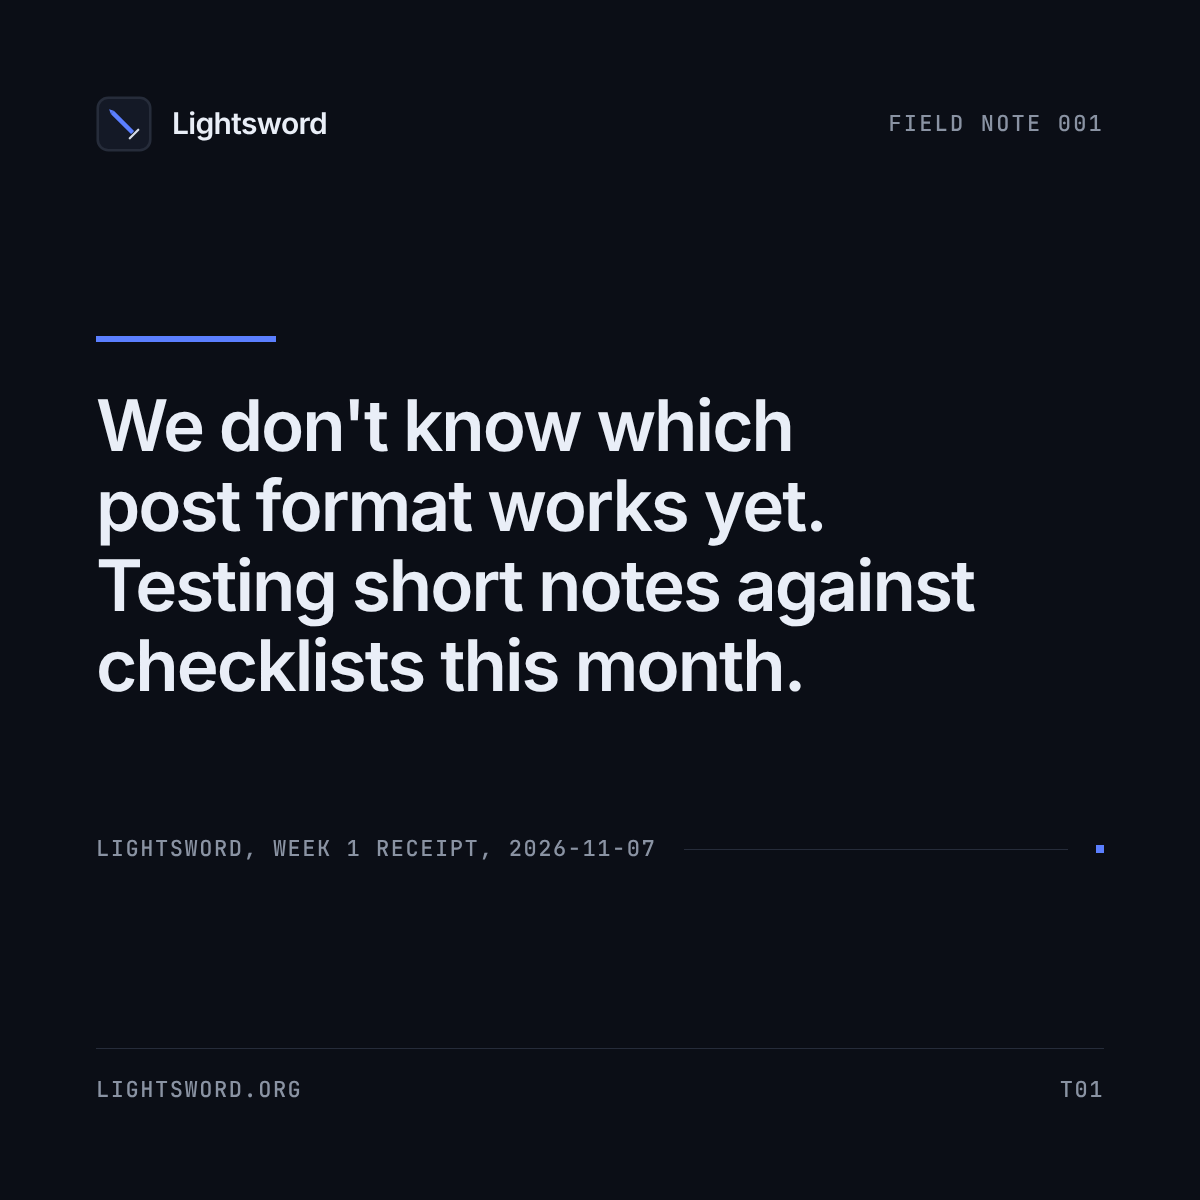 Lightsword
FIELD NOTE 001
We don't know which
post format works yet.
Testing short notes against
checklists this month.
LIGHTSWORD, WEEK 1 RECEIPT, 2026-11-07
LIGHTSWORD.ORG
T01